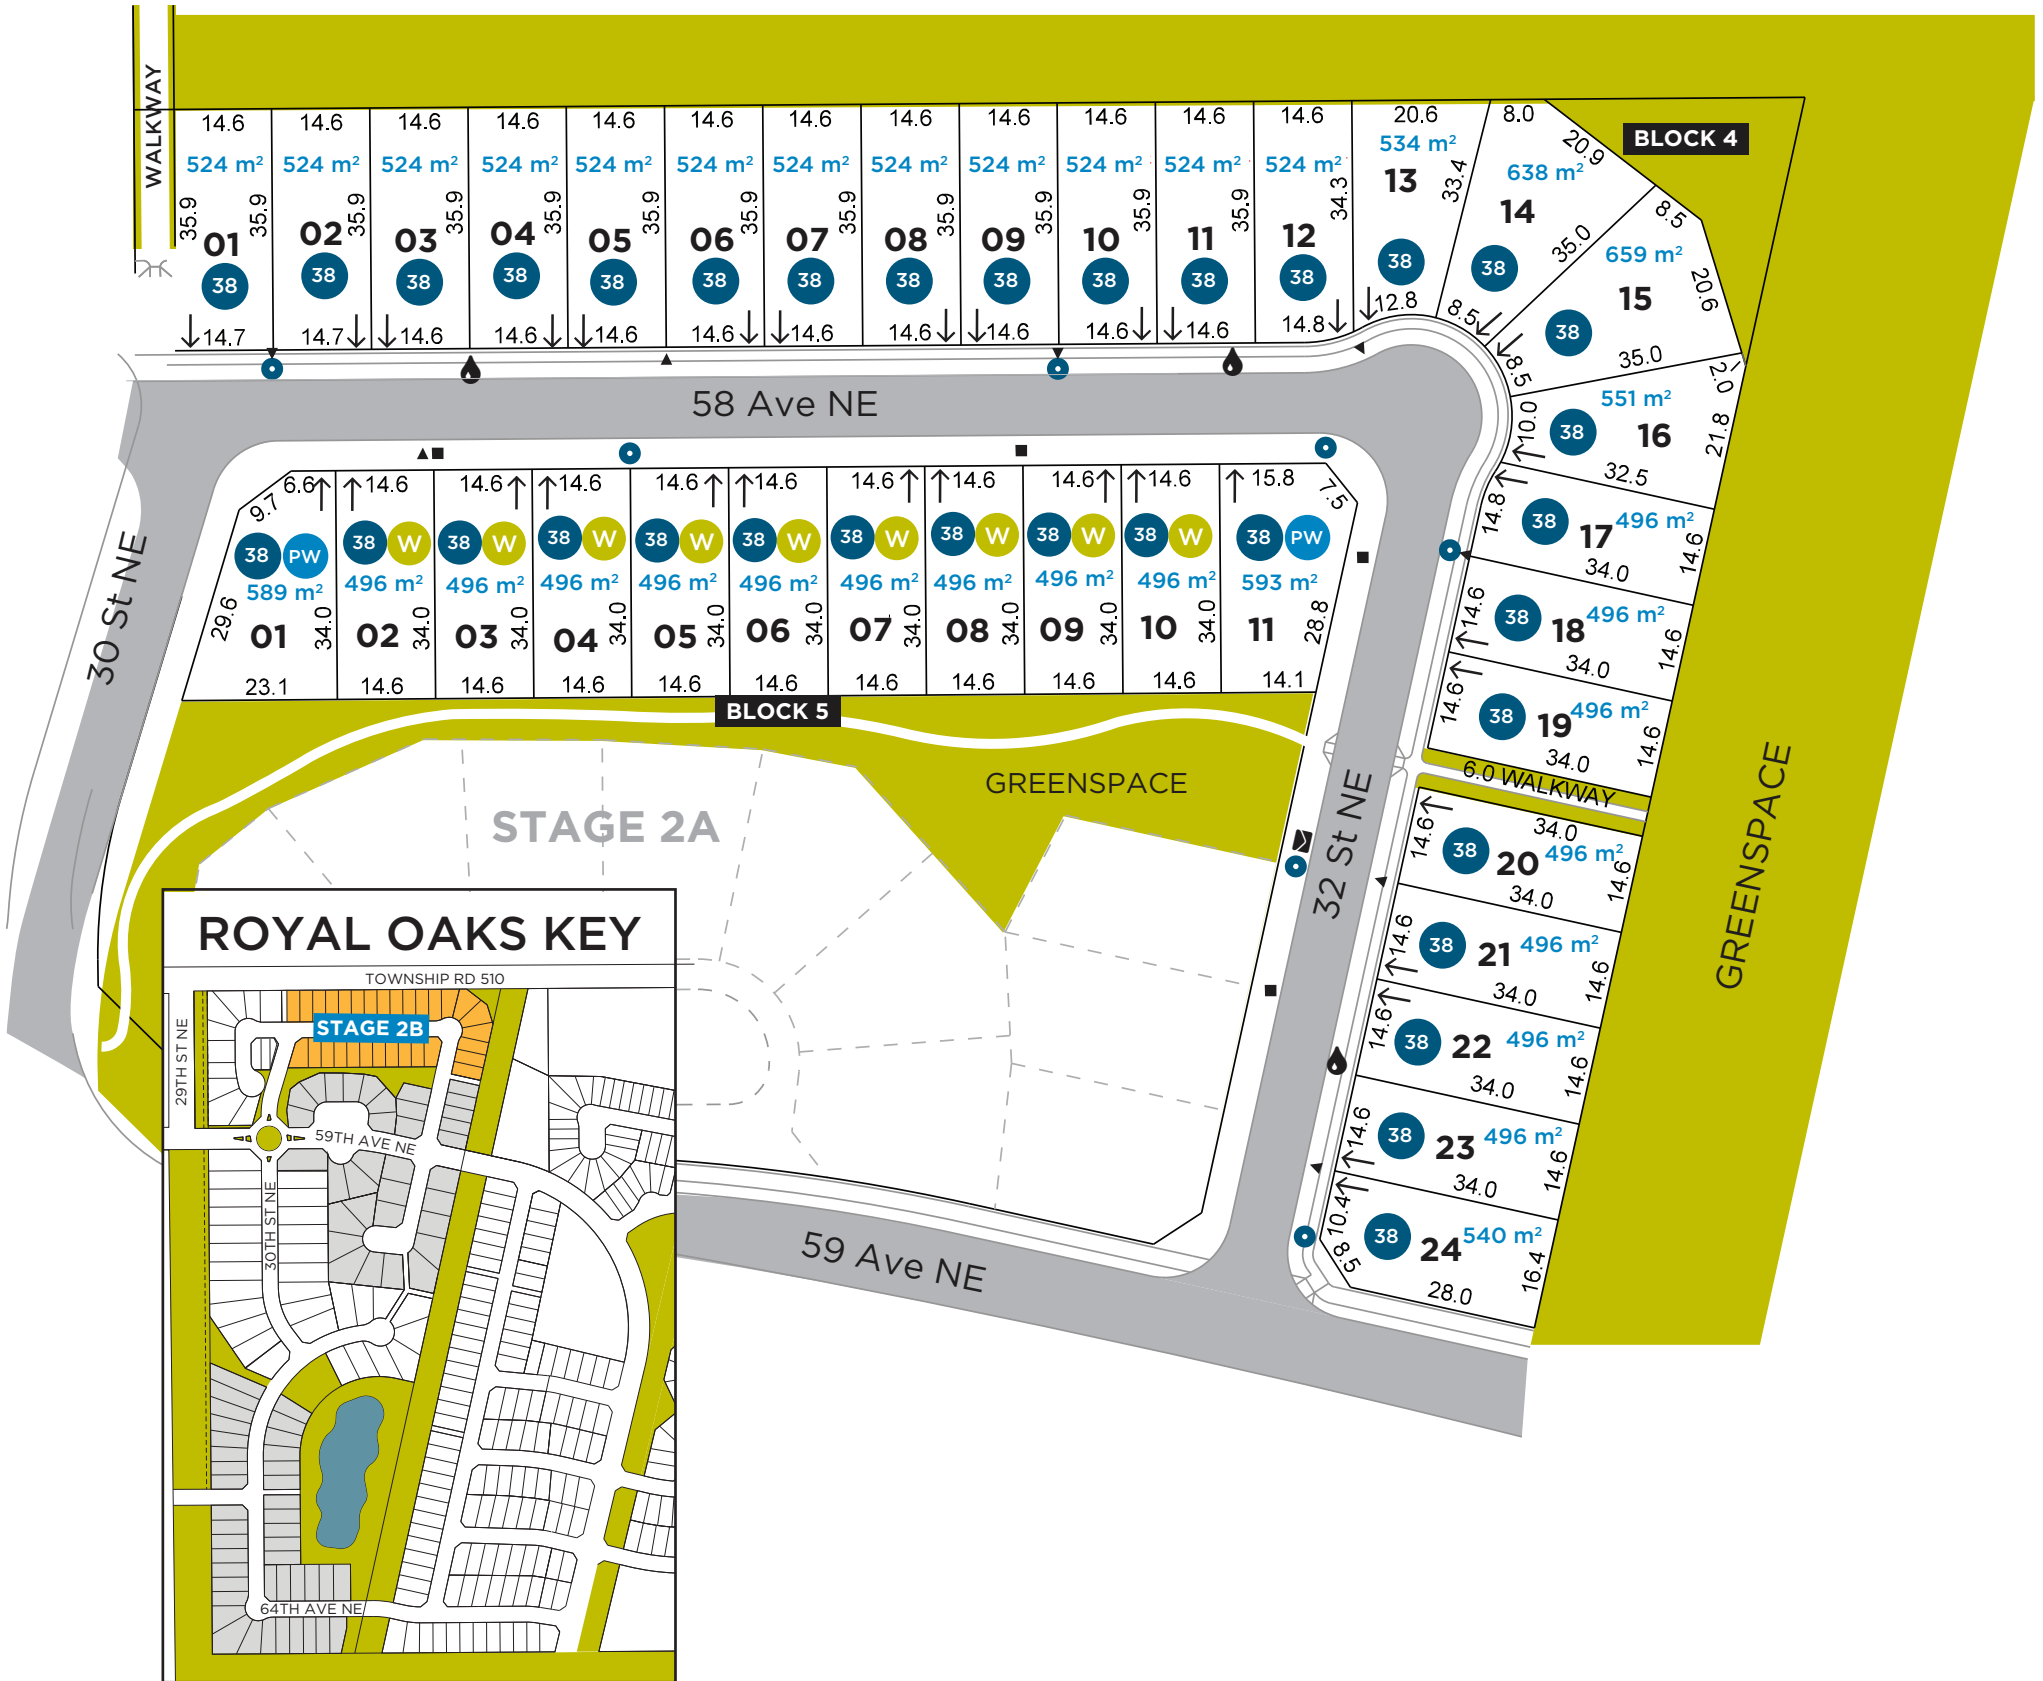 WALKWAY
BLOCK 4
14.6 14.6 14.6 14.6 14.6 14.6 14.6 14.6 14.6 14.6 14.6 14.6 20.6 8.0 20.9
524 m² 524 m² 524 m² 524 m² 524 m² 524 m² 524 m² 524 m² 524 m² 524 m² 524 m² 524 m² 534 m² 638 m²
35.9 35.9 35.9 35.9 35.9 35.9 35.9 35.9 35.9 35.9 35.9 35.9 34.3 33.4 35.0
01 02 03 04 05 06 07 08 09 10 11 12 13 14
38 38 38 38 38 38 38 38 38 38 38 38 38 38
14.7 14.7 14.6 14.6 14.6 14.6 14.6 14.6 14.6 14.6 14.6 14.8 12.8 8.5
8.5
659 m²
20.6
15
38
35.0
8.5
2.0
551 m²
10.0
38
16
21.8
32.5
58 Ave NE
30 St NE
9.7 6.6 14.6 14.6 14.6 14.6 14.6 14.6 14.6 14.6 14.6 15.8 7.5
38 PW 38 W 38 W 38 W 38 W 38 W 38 W 38 W 38 W 38 W 38 PW
589 m² 496 m² 496 m² 496 m² 496 m² 496 m² 496 m² 496 m² 496 m² 496 m² 593 m²
29.6 34.0 34.0 34.0 34.0 34.0 34.0 34.0 34.0 34.0 34.0 28.8
01 02 03 04 05 06 07 08 09 10 11
23.1 14.6 14.6 14.6 14.6 14.6 14.6 14.6 14.6 14.6 14.1
BLOCK 5
14.8
38
17
496 m²
14.6
34.0
14.6
38
18
496 m²
14.6
34.0
14.6
38
19
496 m²
14.6
34.0
6.0 WALKWAY
GREENSPACE
GREENSPACE
STAGE 2A
32 St NE
34.0
14.6
38
20
496 m²
14.6
34.0
14.6
38
21
496 m²
14.6
34.0
14.6
38
22
496 m²
14.6
34.0
14.6
38
23
496 m²
14.6
34.0
10.4
38
24
540 m²
8.5
28.0
16.4
59 Ave NE
ROYAL OAKS KEY
TOWNSHIP RD 510
STAGE 2B
29TH ST NE
59TH AVE NE
30TH ST NE
64TH AVE NE